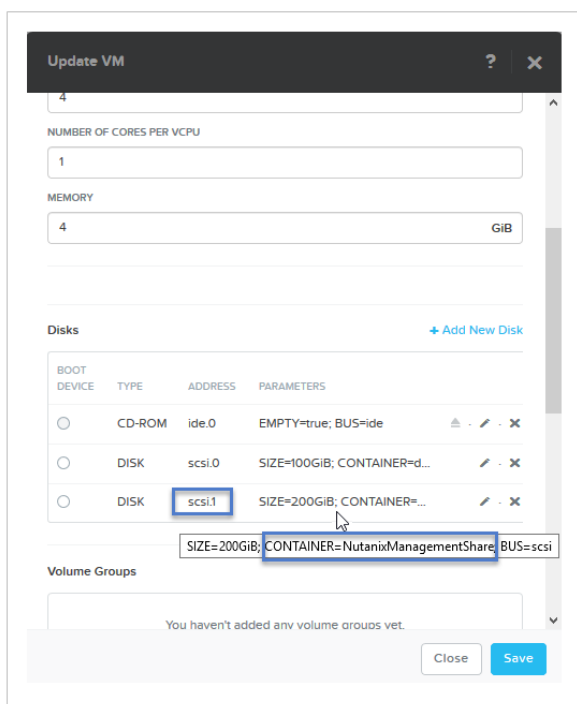 Update VM ? ×
4
NUMBER OF CORES PER VCPU
1
MEMORY
4 GiB
Disks + Add New Disk
BOOT
DEVICE TYPE ADDRESS PARAMETERS
CD-ROM ide.0 EMPTY=true; BUS=ide
DISK scsi.0 SIZE=100GiB; CONTAINER=d...
DISK scsi.1 SIZE=200GiB; CONTAINER=...
SIZE=200GiB; CONTAINER=NutanixManagementShare; BUS=scsi
Volume Groups
You haven't added any volume groups yet.
Close Save